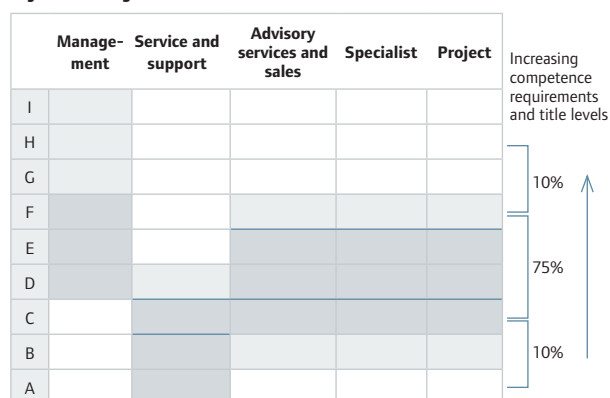 Manage-
ment
Service and
support
Advisory
services and
sales
Specialist
Project
Increasing
competence
requirements
and title levels
I
H
G
F
E
D
C
B
A
10%
75%
10%